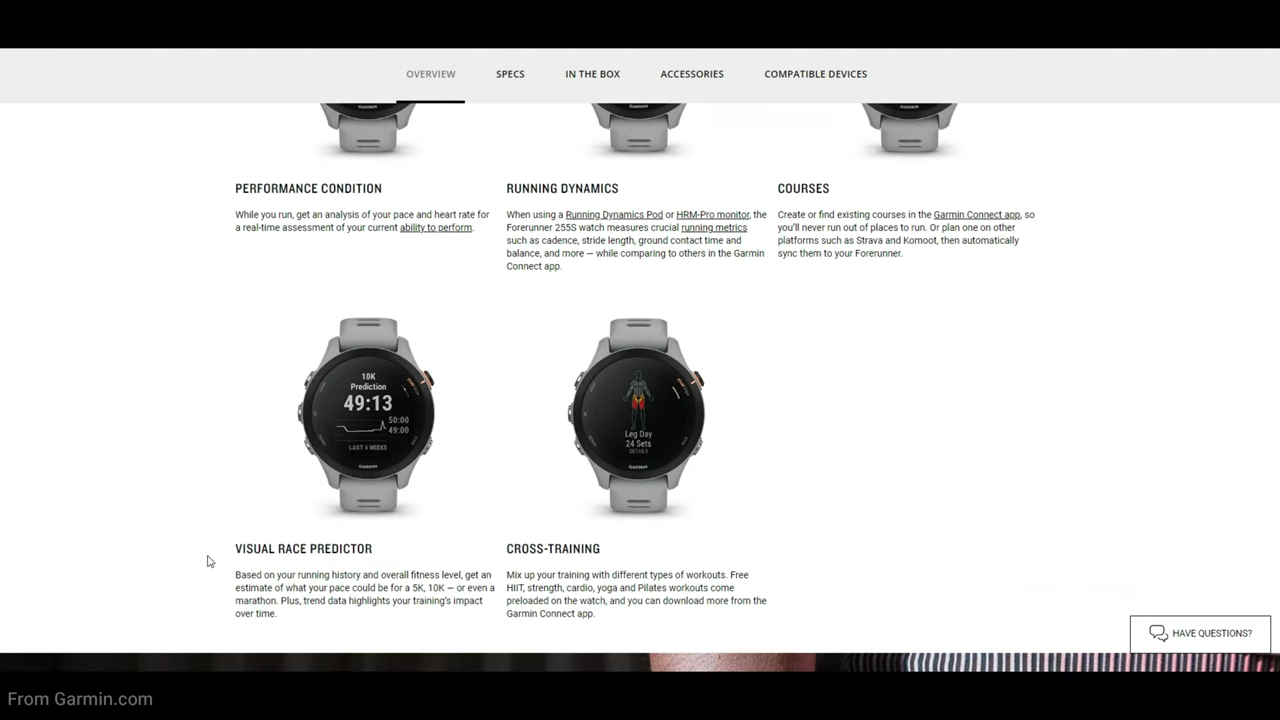 OVERVIEW
SPECS
IN THE BOX
ACCESSORIES
COMPATIBLE DEVICES
GARMIN
GARMIN
GARMIN
PERFORMANCE CONDITION
While you run, get an analysis of your pace and heart rate for
a real-time assessment of your current ability to perform.
RUNNING DYNAMICS
When using a Running Dynamics Pod or HRM-Pro monitor, the
Forerunner 255S watch measures crucial running metrics
such as cadence, stride length, ground contact time and
balance, and more — while comparing to others in the Garmin
Connect app.
COURSES
Create or find existing courses in the Garmin Connect app, so
you'll never run out of places to run. Or plan one on other
platforms such as Strava and Komoot, then automatically
sync them to your Forerunner.
10K
Prediction
49:13
50:00
49:00
LAST 4 WEEKS
GARMIN
Leg Day
24 Sets
DETAILS
GARMIN
VISUAL RACE PREDICTOR
Based on your running history and overall fitness level, get an
estimate of what your pace could be for a 5K, 10K — or even a
marathon. Plus, trend data highlights your training's impact
over time.
CROSS-TRAINING
Mix up your training with different types of workouts. Free
HIIT, strength, cardio, yoga and Pilates workouts come
preloaded on the watch, and you can download more from the
Garmin Connect app.
HAVE QUESTIONS?
From Garmin.com